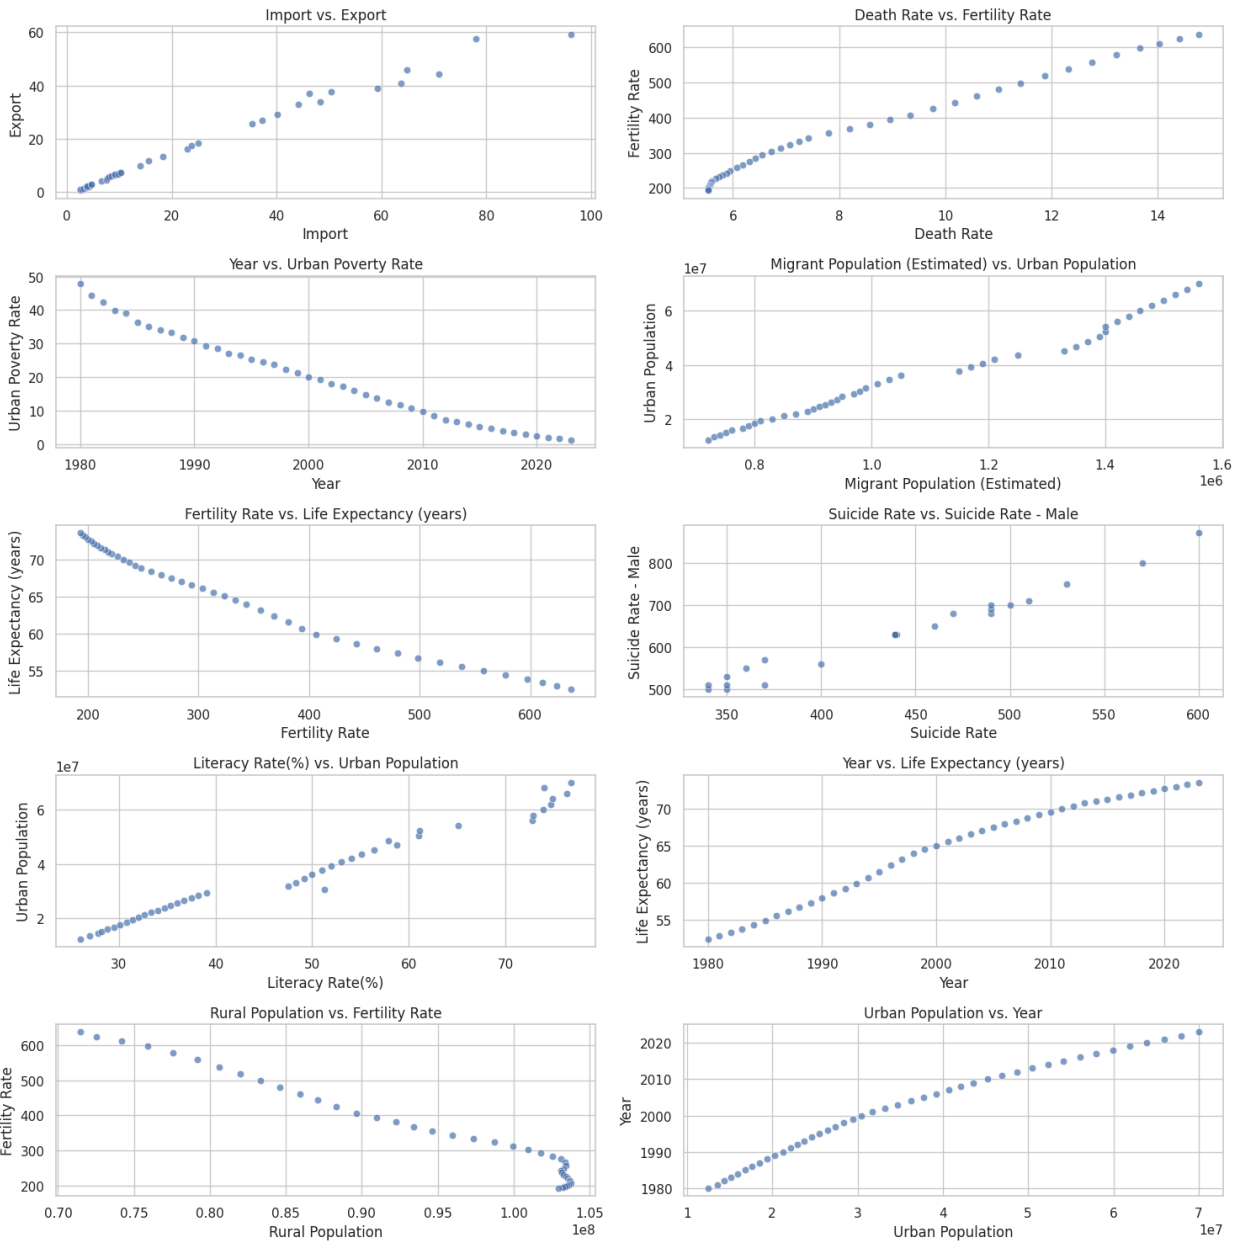 Import vs. Export
60
40
20
0
Export
0 20 40 60 80 100
Import
Death Rate vs. Fertility Rate
600
500
400
300
200
Fertility Rate
6 8 10 12 14
Death Rate
Year vs. Urban Poverty Rate
50
40
30
20
10
0
Urban Poverty Rate
1980 1990 2000 2010 2020
Year
Migrant Population (Estimated) vs. Urban Population
1e7
6
4
2
Urban Population
0.8 1.0 1.2 1.4 1.6
1e6
Migrant Population (Estimated)
Fertility Rate vs. Life Expectancy (years)
70
65
60
55
Life Expectancy (years)
200 300 400 500 600
Fertility Rate
Suicide Rate vs. Suicide Rate - Male
800
700
600
500
Suicide Rate - Male
350 400 450 500 550 600
Suicide Rate
Literacy Rate(%) vs. Urban Population
1e7
6
4
2
Urban Population
30 40 50 60 70
Literacy Rate(%)
Year vs. Life Expectancy (years)
70
65
60
55
Life Expectancy (years)
1980 1990 2000 2010 2020
Year
Rural Population vs. Fertility Rate
600
500
400
300
200
Fertility Rate
0.70 0.75 0.80 0.85 0.90 0.95 1.00 1.05
1e8
Rural Population
Urban Population vs. Year
2020
2010
2000
1990
1980
Year
1 2 3 4 5 6 7
1e7
Urban Population